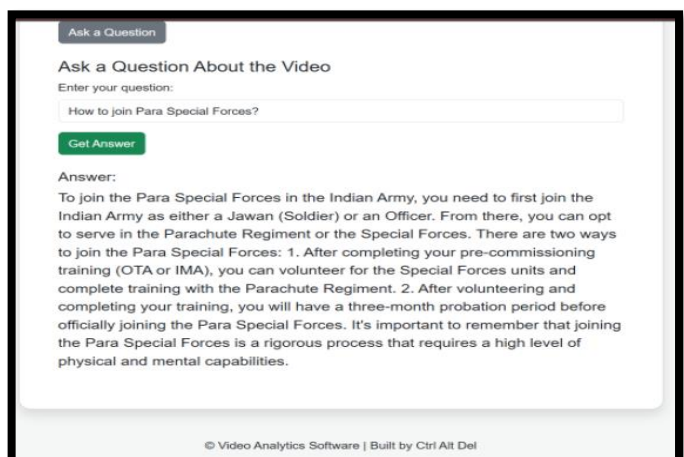 Ask a Question
Ask a Question About the Video
Enter your question:
How to join Para Special Forces?
Get Answer
Answer:
To join the Para Special Forces in the Indian Army, you need to first join the
Indian Army as either a Jawan (Soldier) or an Officer. From there, you can opt
to serve in the Parachute Regiment or the Special Forces. There are two ways
to join the Para Special Forces: 1. After completing your pre-commissioning
training (OTA or IMA), you can volunteer for the Special Forces units and
complete training with the Parachute Regiment. 2. After volunteering and
completing your training, you will have a three-month probation period before
officially joining the Para Special Forces. It's important to remember that joining
the Para Special Forces is a rigorous process that requires a high level of
physical and mental capabilities.
© Video Analytics Software | Built by Ctrl Alt Del